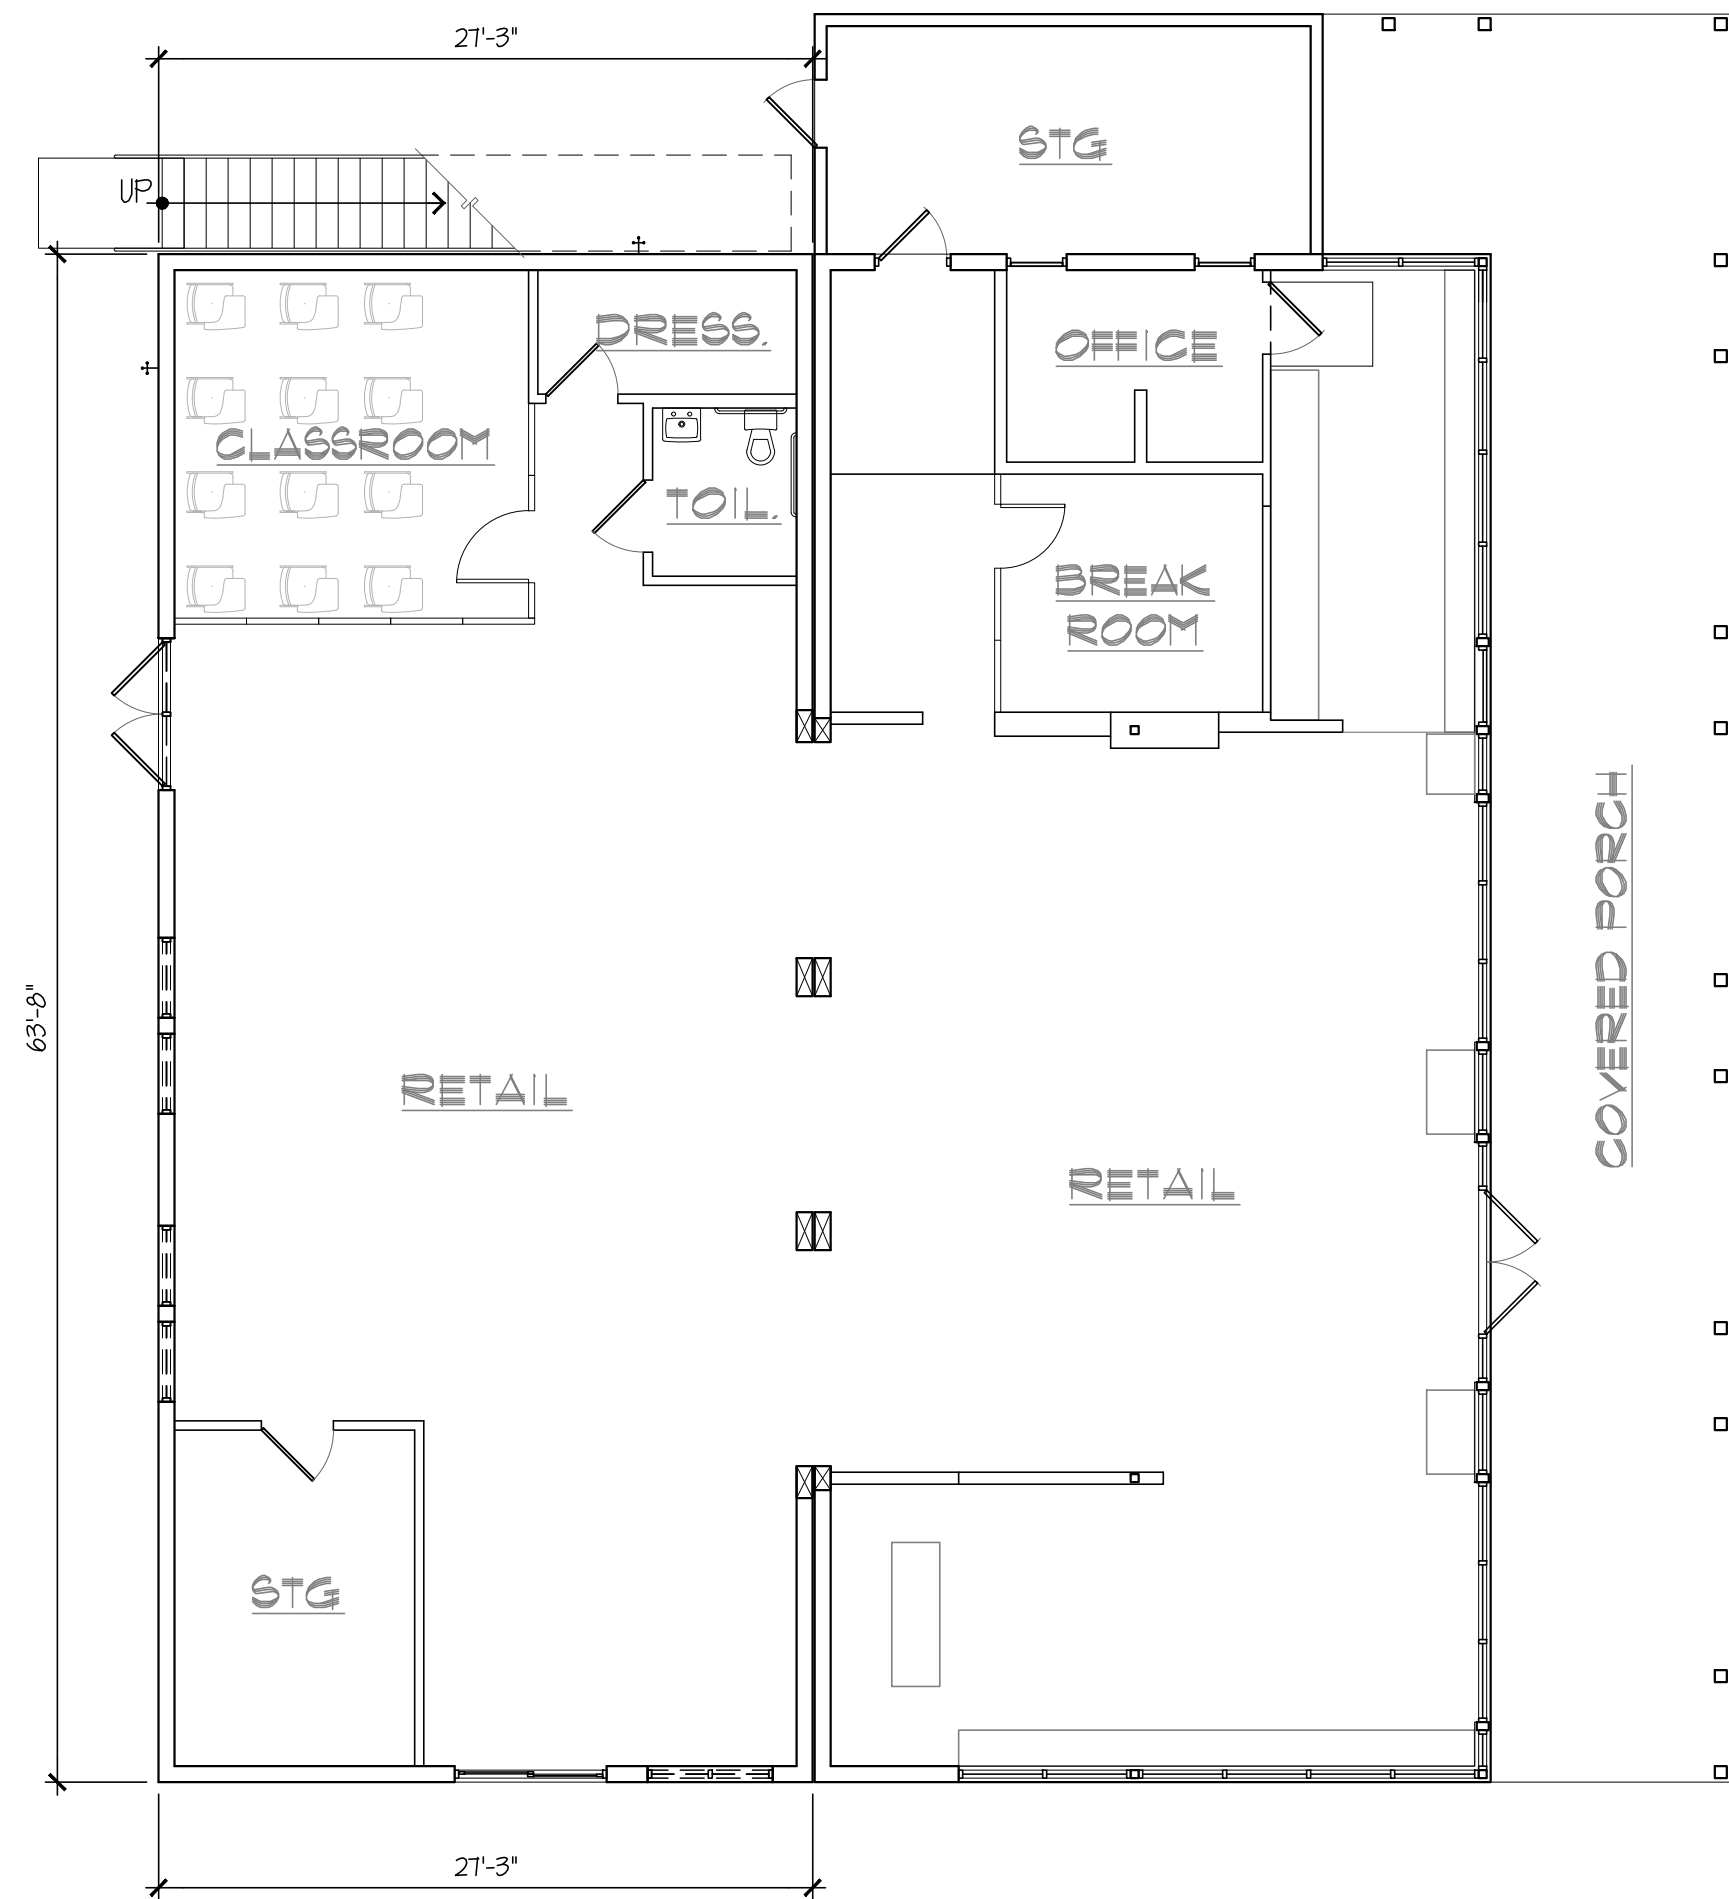 27'-3"
STG
UP
DRESS.
OFFICE
CLASSROOM
TOIL.
BREAK
ROOM
COVERED PORCH
63'-8"
RETAIL
RETAIL
STG
27'-3"